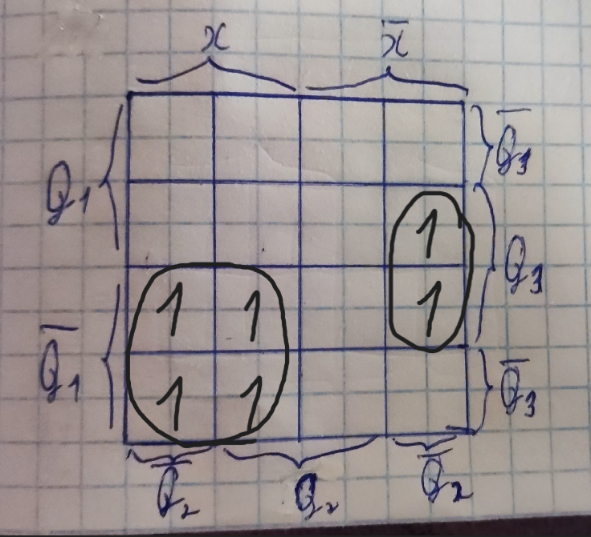 x x̄
Q̄₃
Q₁
1 Q₃
1 1 1
Q̄₁
1 1 Q̄₃
Q̄₂ Q₂ Q̄₂